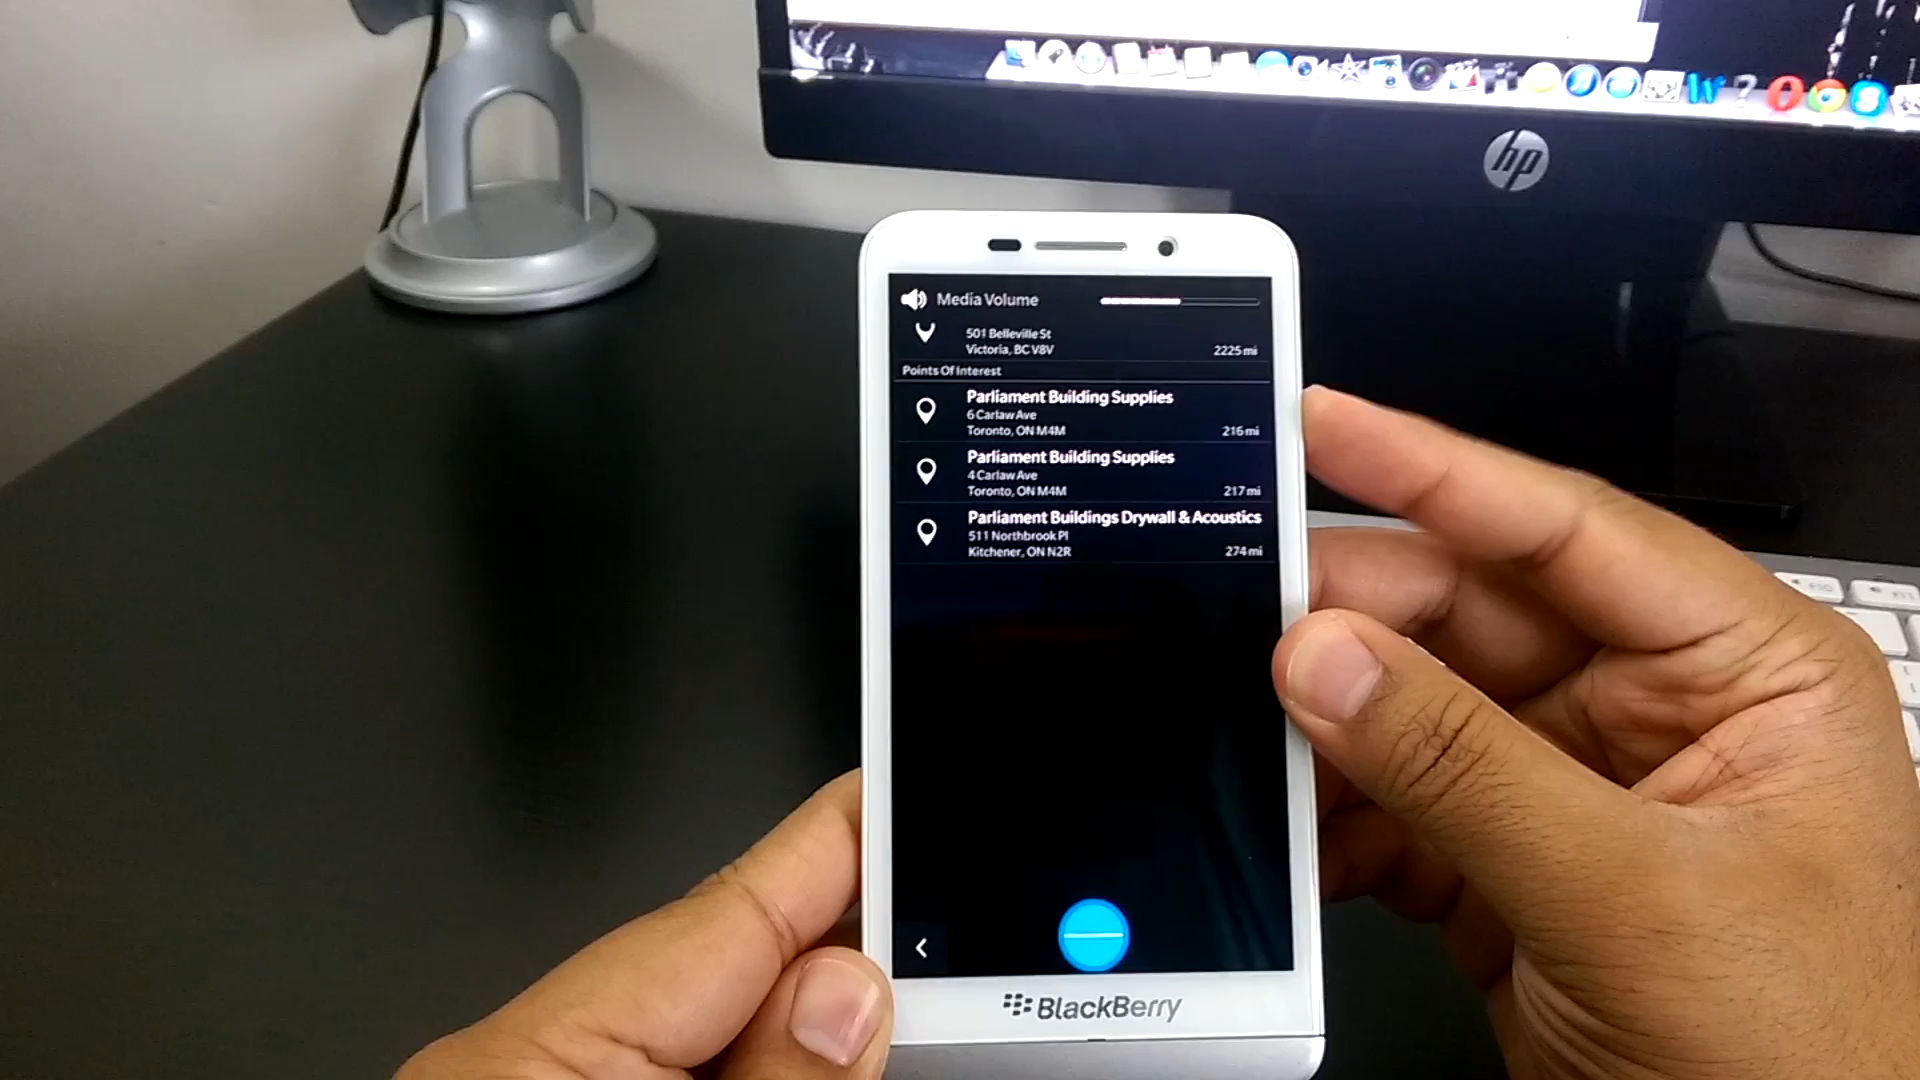 hp
Media Volume
501 Belleville St
Victoria, BC V8V
2225 mi
Points Of Interest
Parliament Building Supplies
6 Carlaw Ave
Toronto, ON M4M
216 mi
Parliament Building Supplies
4 Carlaw Ave
Toronto, ON M4M
217 mi
Parliament Buildings Drywall & Acoustics
511 Northbrook Pl
Kitchener, ON N2R
274 mi
BlackBerry
F10
F11